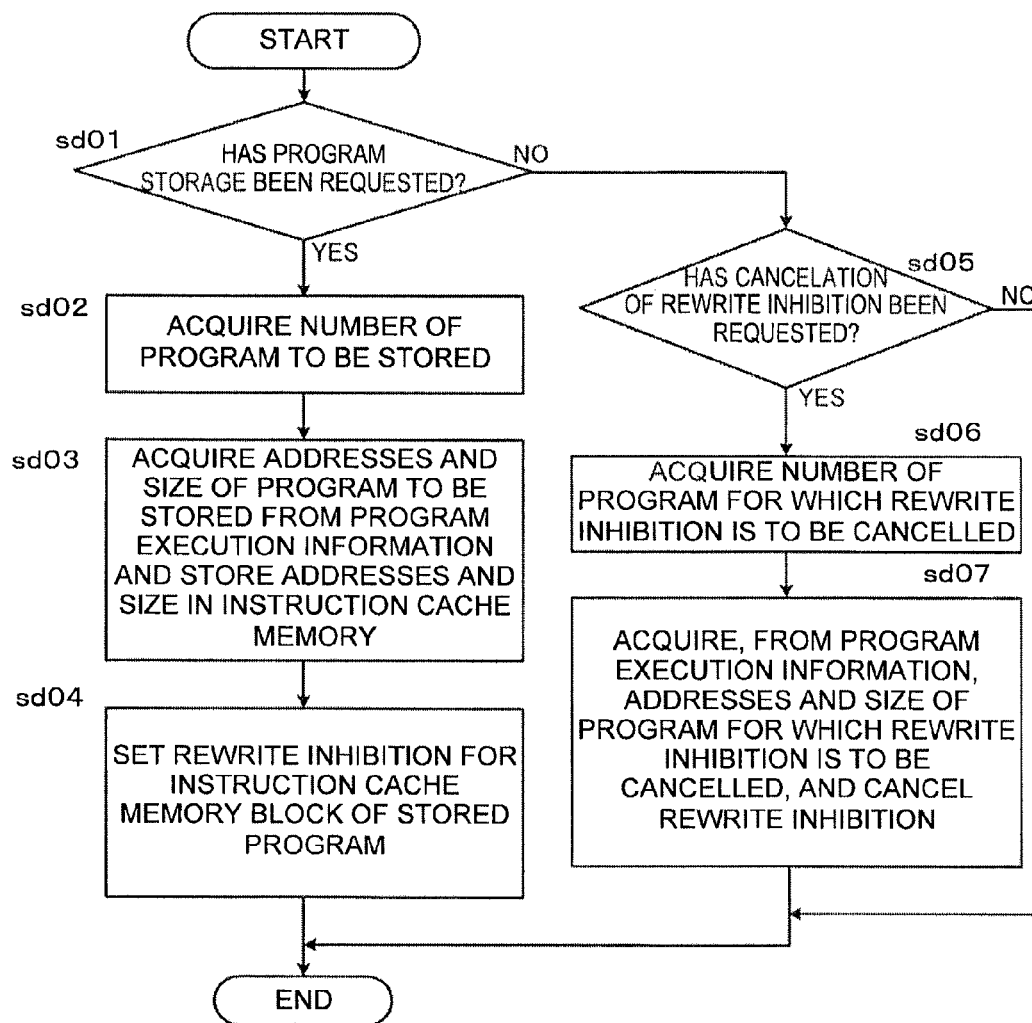 START
sd01
HAS PROGRAM
STORAGE BEEN REQUESTED?
NO
YES
sd02
ACQUIRE NUMBER OF
PROGRAM TO BE STORED
sd03
ACQUIRE ADDRESSES AND
SIZE OF PROGRAM TO BE
STORED FROM PROGRAM
EXECUTION INFORMATION
AND STORE ADDRESSES AND
SIZE IN INSTRUCTION CACHE
MEMORY
sd04
SET REWRITE INHIBITION FOR
INSTRUCTION CACHE
MEMORY BLOCK OF STORED
PROGRAM
sd05
HAS CANCELATION
OF REWRITE INHIBITION BEEN
REQUESTED?
NO
YES
sd06
ACQUIRE NUMBER OF
PROGRAM FOR WHICH REWRITE
INHIBITION IS TO BE CANCELLED
sd07
ACQUIRE, FROM PROGRAM
EXECUTION INFORMATION,
ADDRESSES AND SIZE OF
PROGRAM FOR WHICH REWRITE
INHIBITION IS TO BE
CANCELLED, AND CANCEL
REWRITE INHIBITION
END